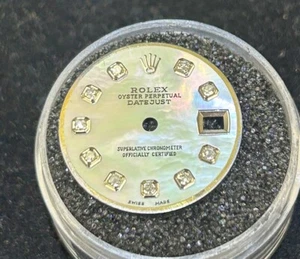 ROLEX
OYSTER PERPETUAL
DATEJUST
SUPERLATIVE CHRONOMETER
OFFICIALLY CERTIFIED
SWISS MADE